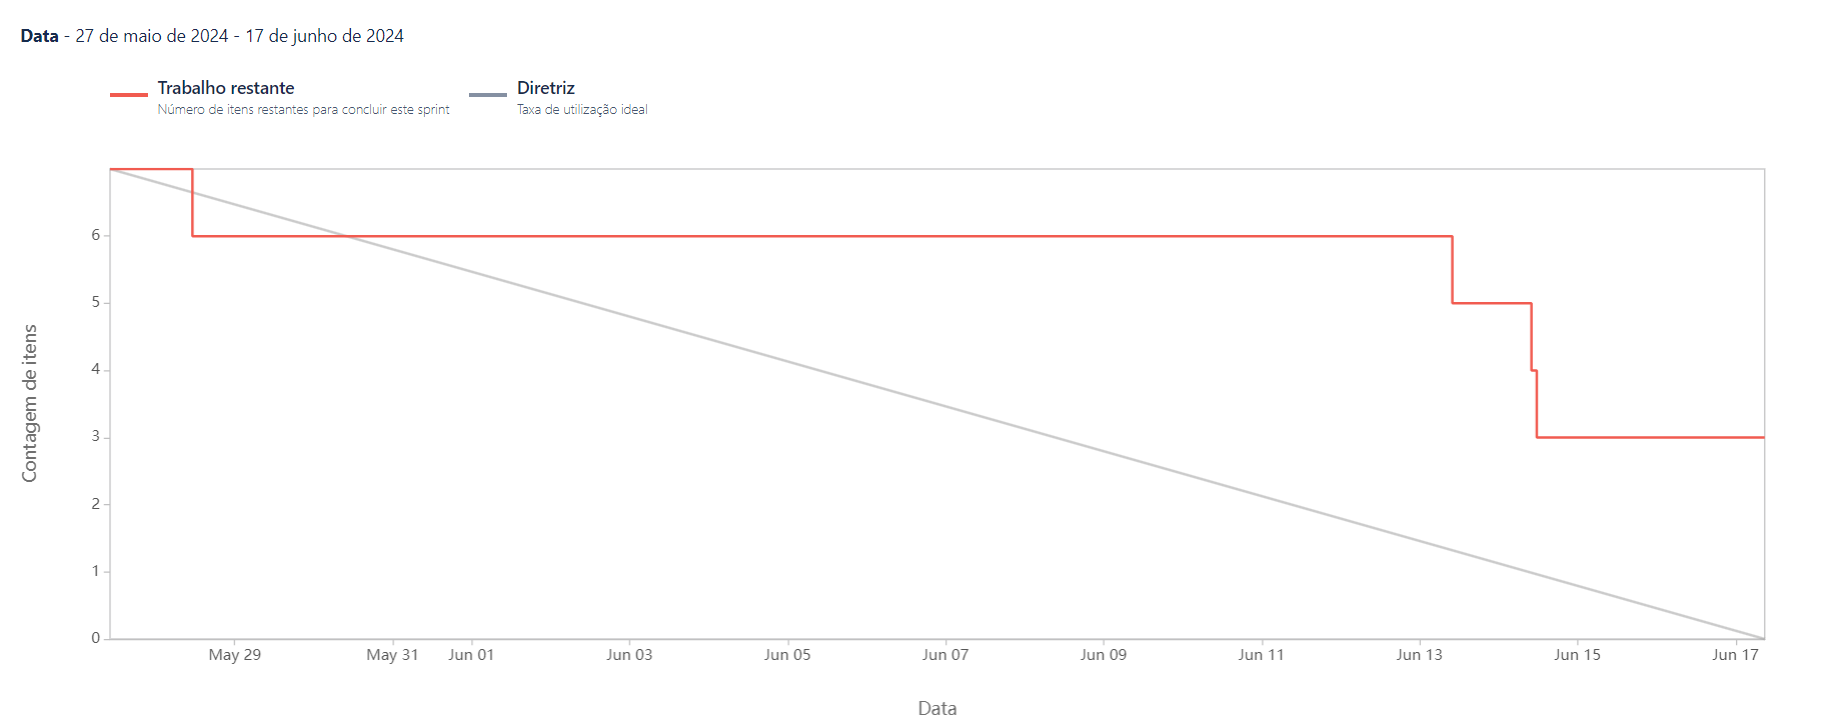 Data - 27 de maio de 2024 - 17 de junho de 2024
Trabalho restante
Número de itens restantes para concluir este sprint
Diretriz
Taxa de utilização ideal
Contagem de itens
6
5
4
3
2
1
0
May 29 May 31 Jun 01 Jun 03 Jun 05 Jun 07 Jun 09 Jun 11 Jun 13 Jun 15 Jun 17
Data